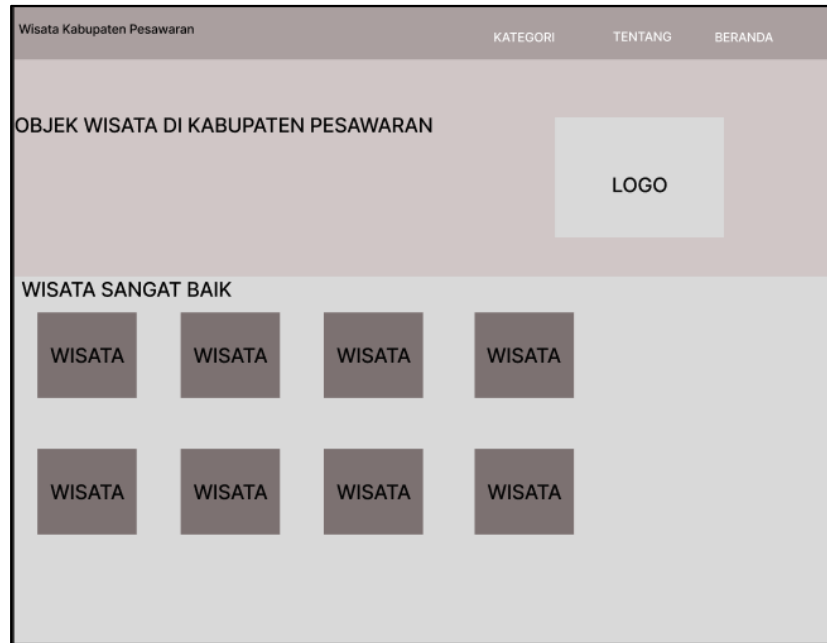 Wisata Kabupaten Pesawaran
KATEGORI TENTANG BERANDA
OBJEK WISATA DI KABUPATEN PESAWARAN
LOGO
WISATA SANGAT BAIK
WISATA WISATA WISATA WISATA
WISATA WISATA WISATA WISATA